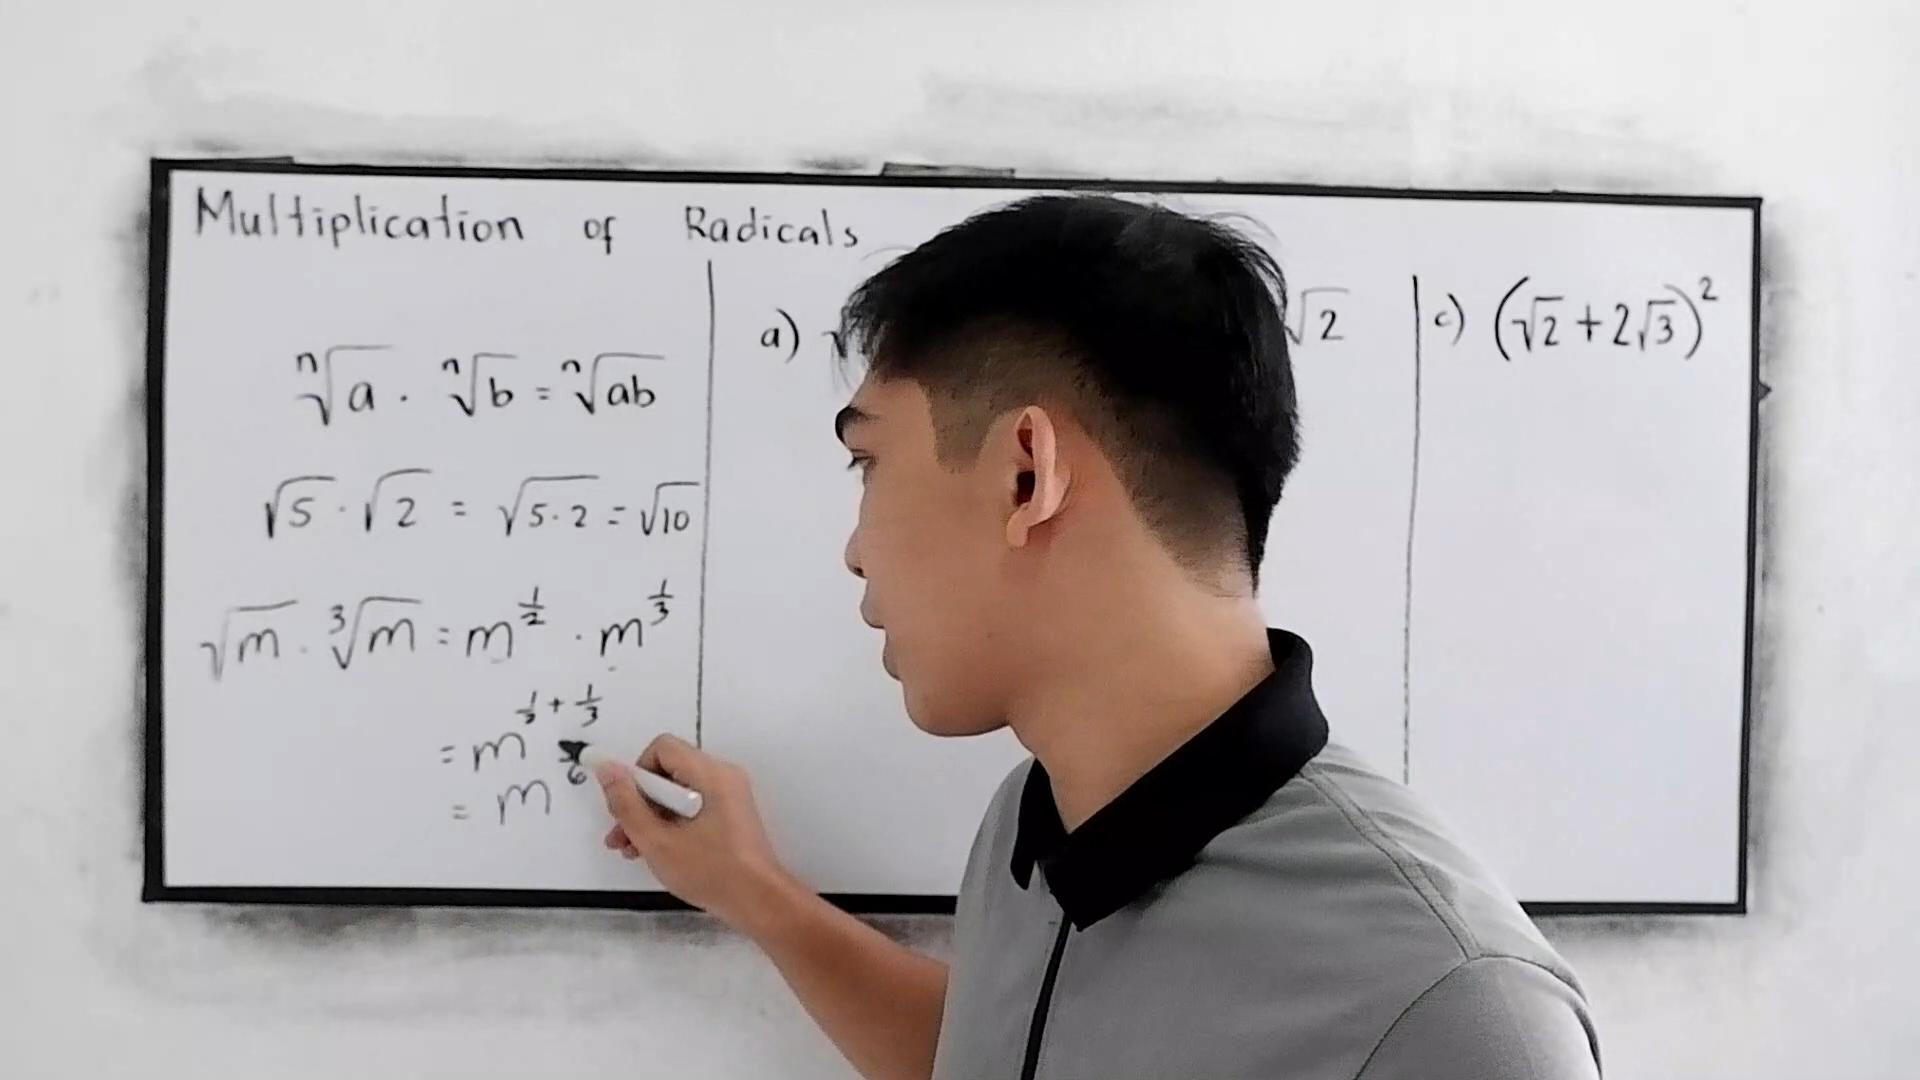 Multiplication of Radicals
ⁿ√a · ⁿ√b = ⁿ√ab
√5 · √2 = √5·2 = √10
√m · ³√m = m^1/2 · m^1/3
= m^1/2 + 1/3
= m
a)
√2
c) (√2 + 2√3)²